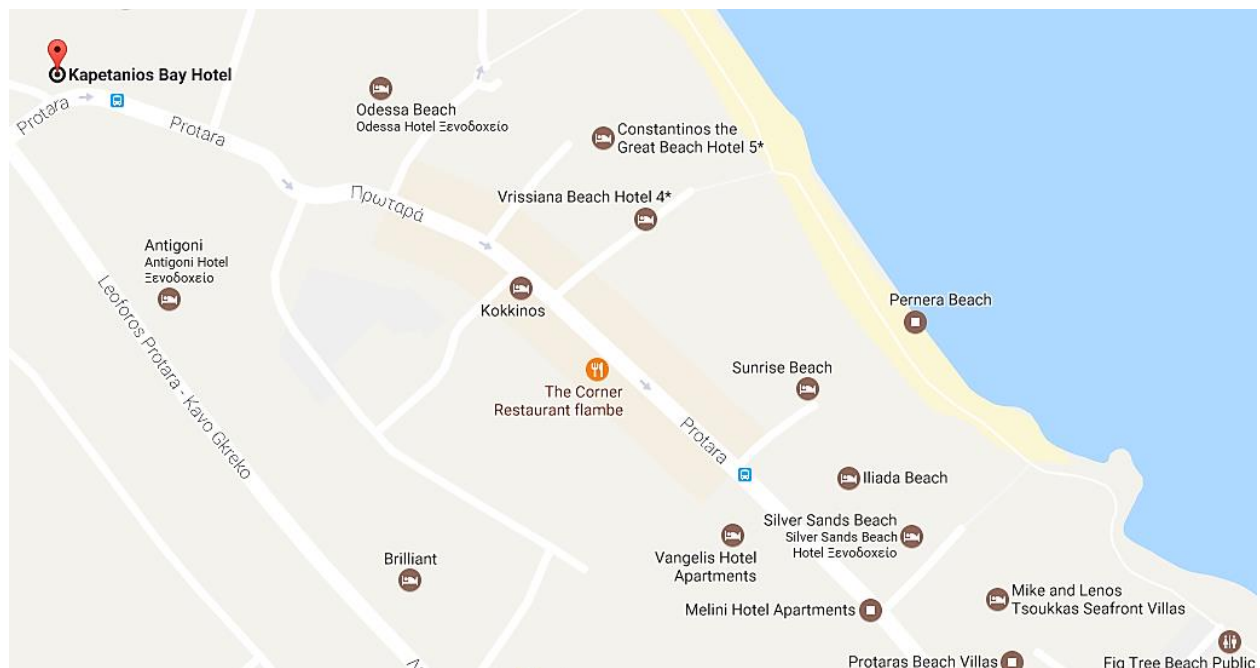 Kapetanios Bay Hotel
Protara
Protara
Odessa Beach
Odessa Hotel Ξενοδοχείο
Constantinos the
Great Beach Hotel 5*
Πρωταρά
Vrissiana Beach Hotel 4*
Antigoni
Antigoni Hotel
Ξενοδοχείο
Leoforos Protara - Kavo Gkreko
Kokkinos
Pernera Beach
The Corner
Restaurant flambe
Sunrise Beach
Protara
Iliada Beach
Silver Sands Beach
Silver Sands Beach
Hotel Ξενοδοχείο
Vangelis Hotel
Apartments
Brilliant
Melini Hotel Apartments
Mike and Lenos
Tsoukkas Seafront Villas
Protaras Beach Villas
Fig Tree Beach Public